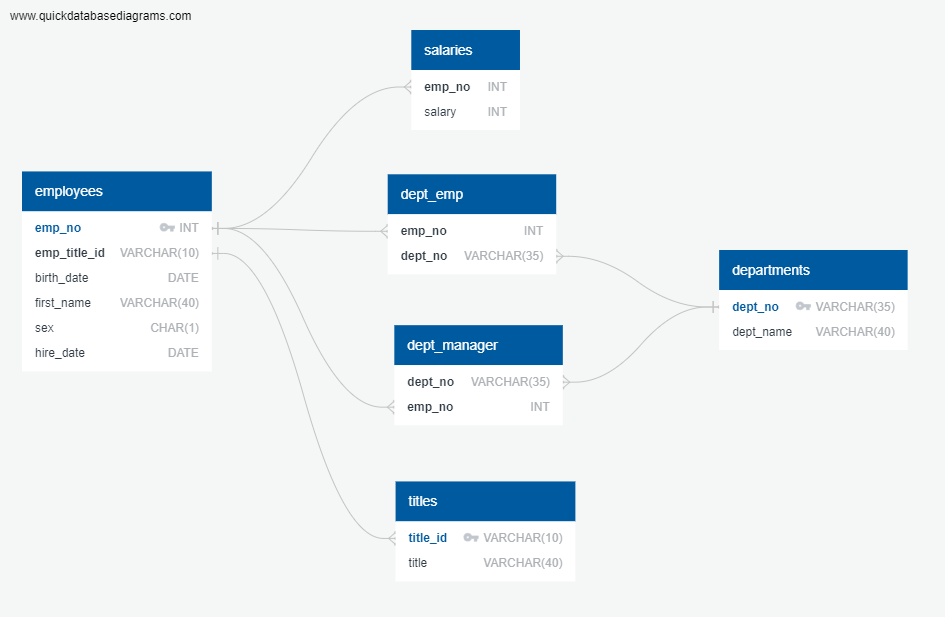 www.quickdatabasediagrams.com
salaries
emp_no INT
salary INT
employees
emp_no INT
emp_title_id VARCHAR(10)
birth_date DATE
first_name VARCHAR(40)
sex CHAR(1)
hire_date DATE
dept_emp
emp_no INT
dept_no VARCHAR(35)
departments
dept_no VARCHAR(35)
dept_name VARCHAR(40)
dept_manager
dept_no VARCHAR(35)
emp_no INT
titles
title_id VARCHAR(10)
title VARCHAR(40)